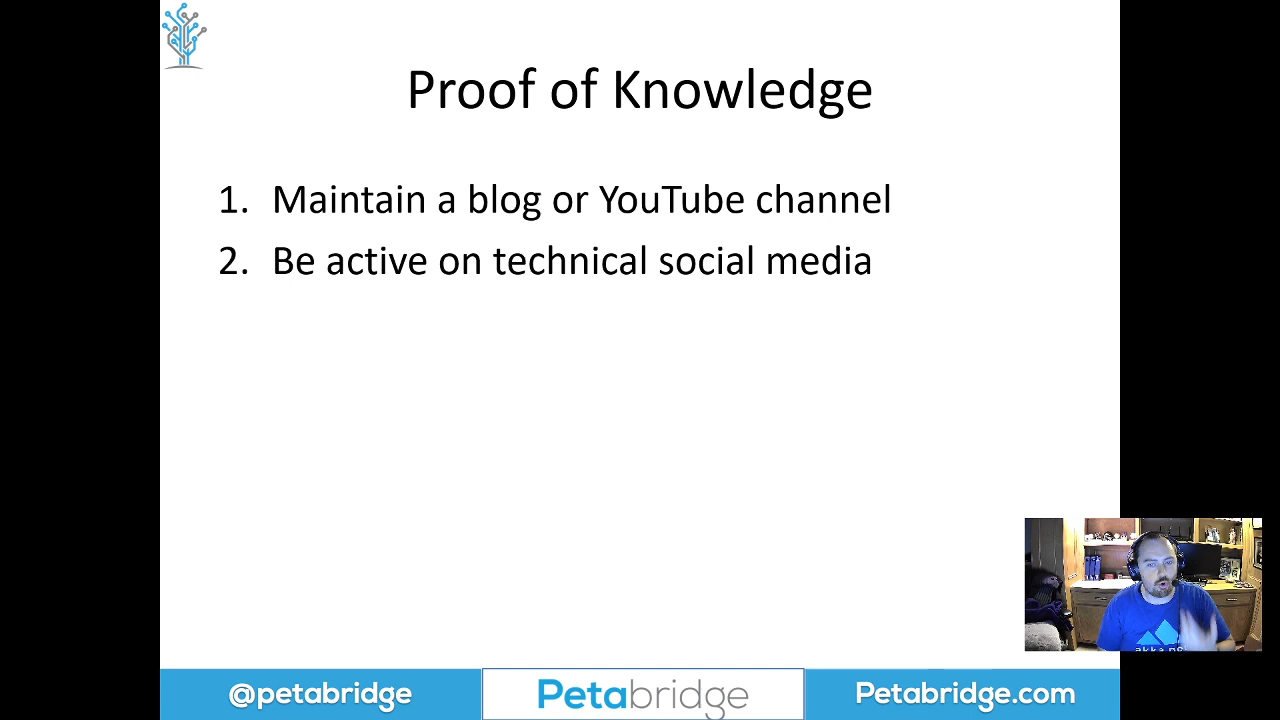 Proof of Knowledge
1. Maintain a blog or YouTube channel
2. Be active on technical social media
@petabridge
Petabridge
Petabridge.com